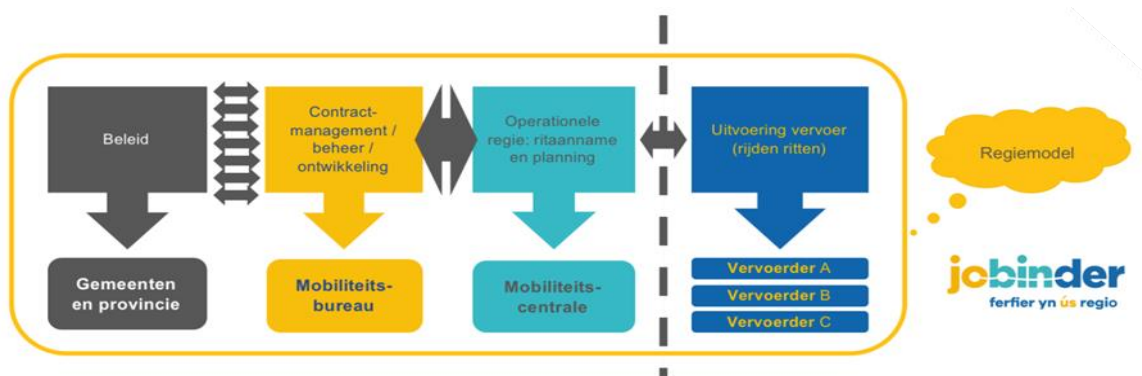 Beleid
Contract-
management /
beheer /
ontwikkeling
Operationele
regie: ritaanname
en planning
Uitvoering vervoer
(rijden ritten)
Regiemodel
Gemeenten
en provincie
Mobiliteits-
bureau
Mobiliteits-
centrale
Vervoerder A
Vervoerder B
Vervoerder C
jobinder
ferfier yn ús regio